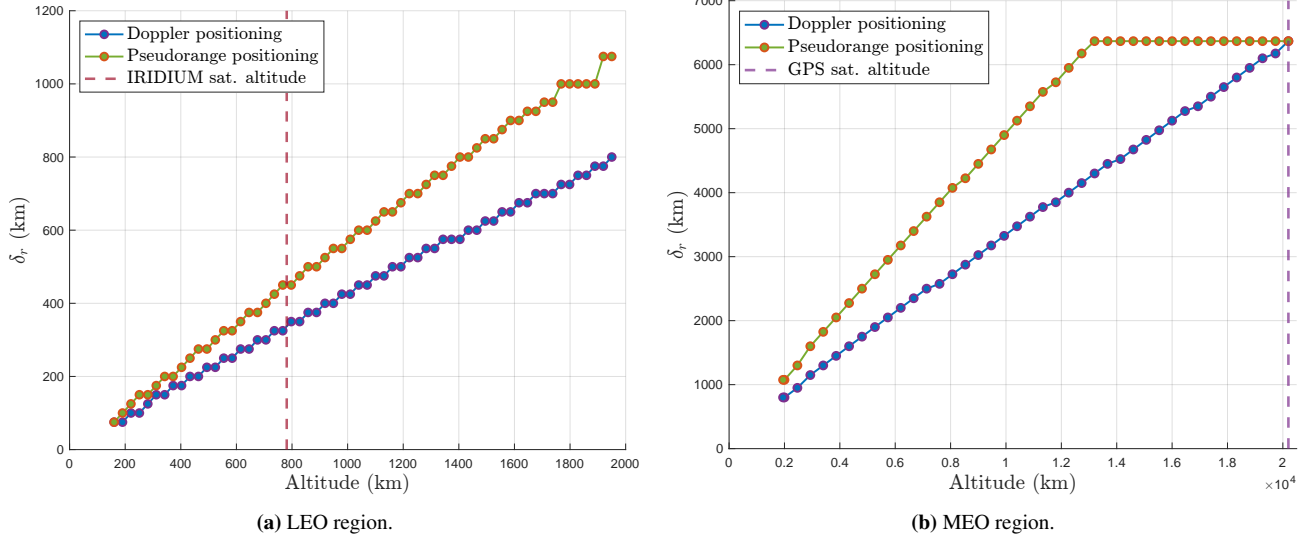 1200
1000
800
600
400
200
0
δr (km)
Doppler positioning
Pseudorange positioning
IRIDIUM sat. altitude
0 200 400 600 800 1000 1200 1400 1600 1800 2000
Altitude (km)
(a) LEO region.
7000
6000
5000
4000
3000
2000
1000
0
δr (km)
Doppler positioning
Pseudorange positioning
GPS sat. altitude
0 0.2 0.4 0.6 0.8 1 1.2 1.4 1.6 1.8 2
×10⁴
Altitude (km)
(b) MEO region.